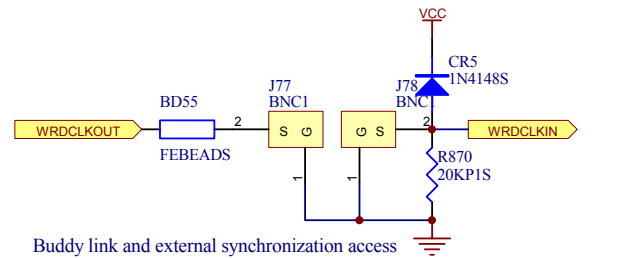 VCC
CR5
1N4148S
J77
BNC1
J78
BNC
BD55
2
S G
G S
2
WRDCLKOUT
WRDCLKIN
FEBEADS
R870
20KP1S
1
1
Buddy link and external synchronization access